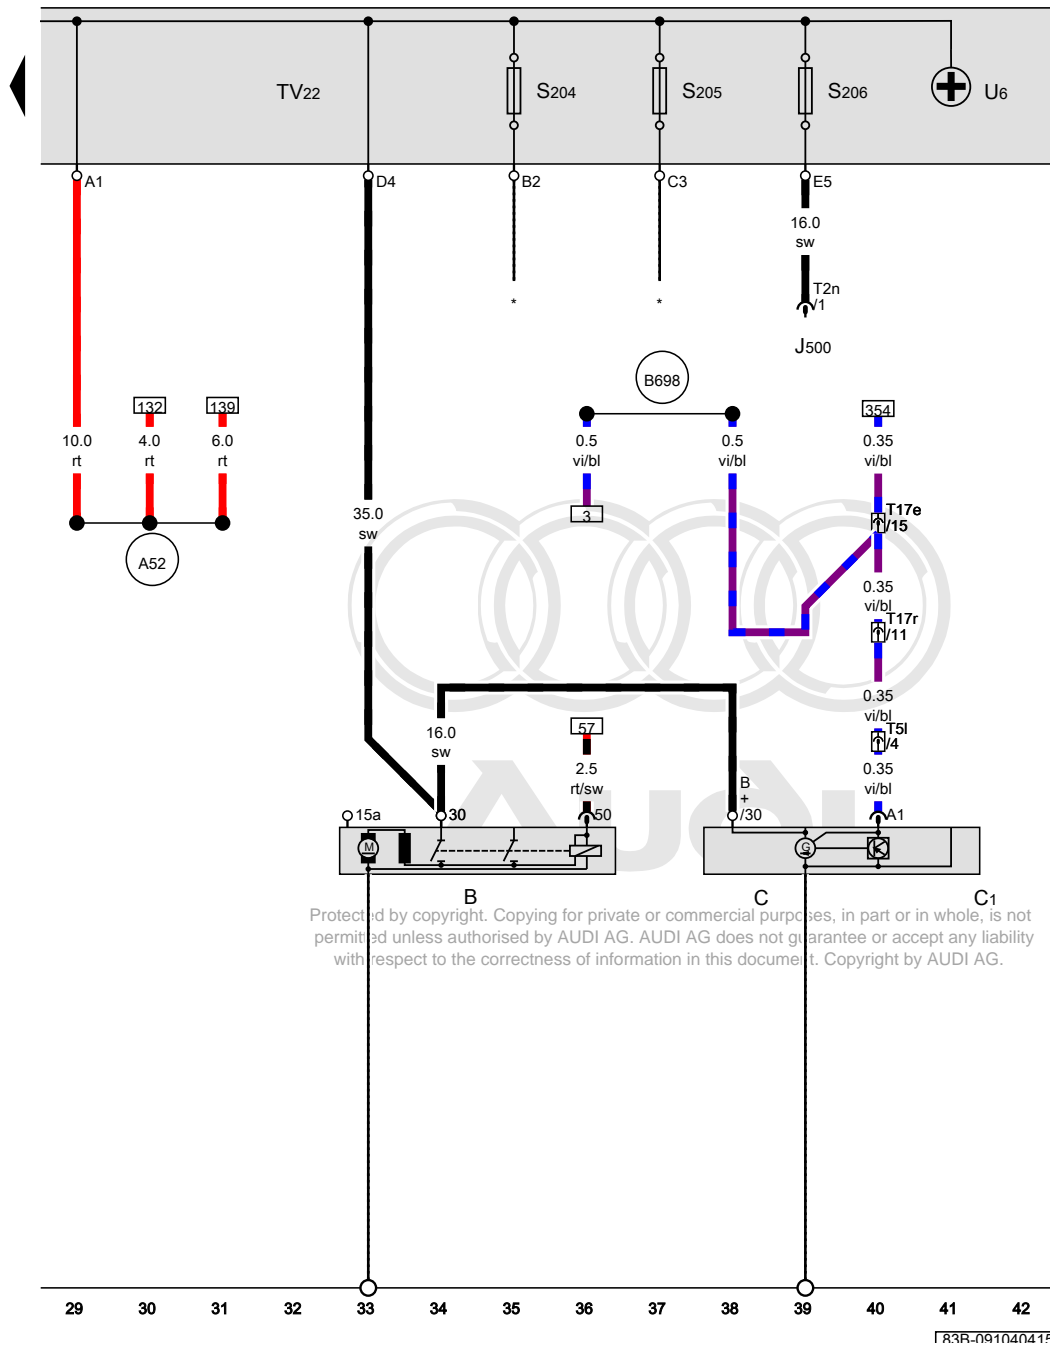 TV22
S204
S205
S206
U6
A1
D4
B2
C3
E5
16.0
sw
T2n
/1
*
*
J500
B698
132
139
354
10.0
rt
4.0
rt
6.0
rt
0.5
vi/bl
0.5
vi/bl
0.35
vi/bl
3
35.0
sw
T17e
/15
A52
0.35
vi/bl
T17r
/11
0.35
vi/bl
57
16.0
sw
T5l
/4
2.5
rt/sw
0.35
vi/bl
B
+
/30
15a
30
50
A1
M
G
AUDI
B
C
C1
Protected by copyright. Copying for private or commercial purposes, in part or in whole, is not
permitted unless authorised by AUDI AG. AUDI AG does not guarantee or accept any liability
with respect to the correctness of information in this document. Copyright by AUDI AG.
29 30 31 32 33 34 35 36 37 38 39 40 41 42
83B-091040415